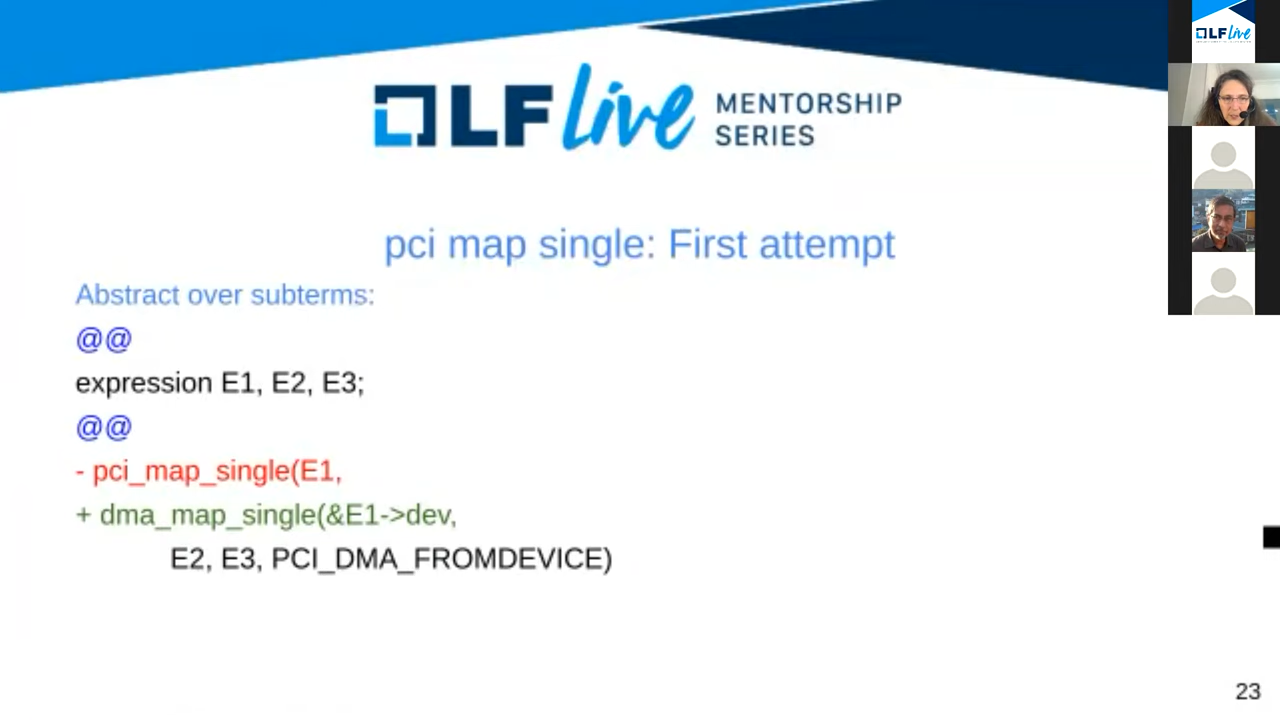 LF live MENTORSHIP
SERIES
LF live
pci map single: First attempt
Abstract over subterms:
@@
expression E1, E2, E3;
@@
- pci_map_single(E1,
+ dma_map_single(&E1->dev,
E2, E3, PCI_DMA_FROMDEVICE)
23